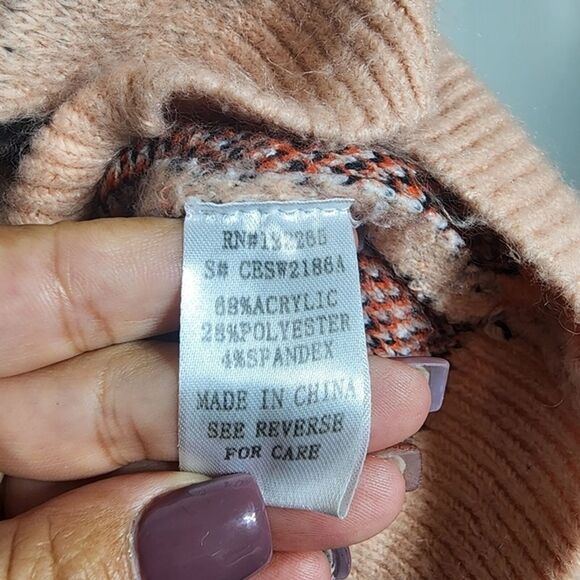 S# CESW2186A
68%ACRYLIC
28%POLYESTER
4%SPANDEX
MADE IN CHINA
SEE REVERSE
FOR CARE